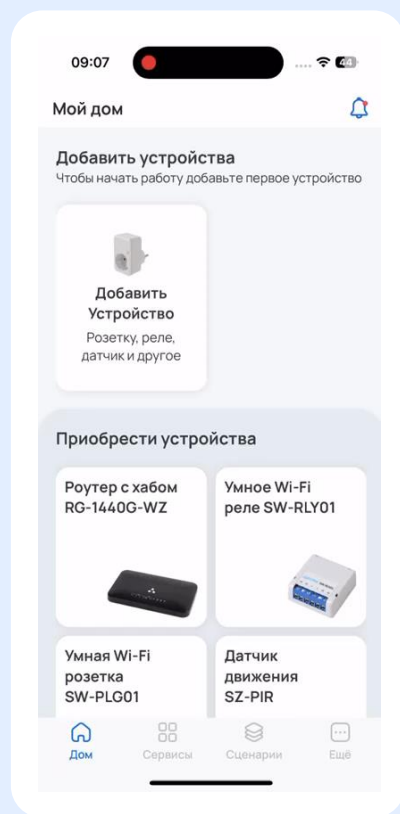 09:07
44
Мой дом
Добавить устройства
Чтобы начать работу добавьте первое устройство
Добавить
Устройство
Розетку, реле,
датчик и другое
Приобрести устройства
Роутер с хабом
RG-1440G-WZ
Умное Wi-Fi
реле SW-RLY01
Умная Wi-Fi
розетка
SW-PLG01
Датчик
движения
SZ-PIR
Дом
Сервисы
Сценарии
Ещё